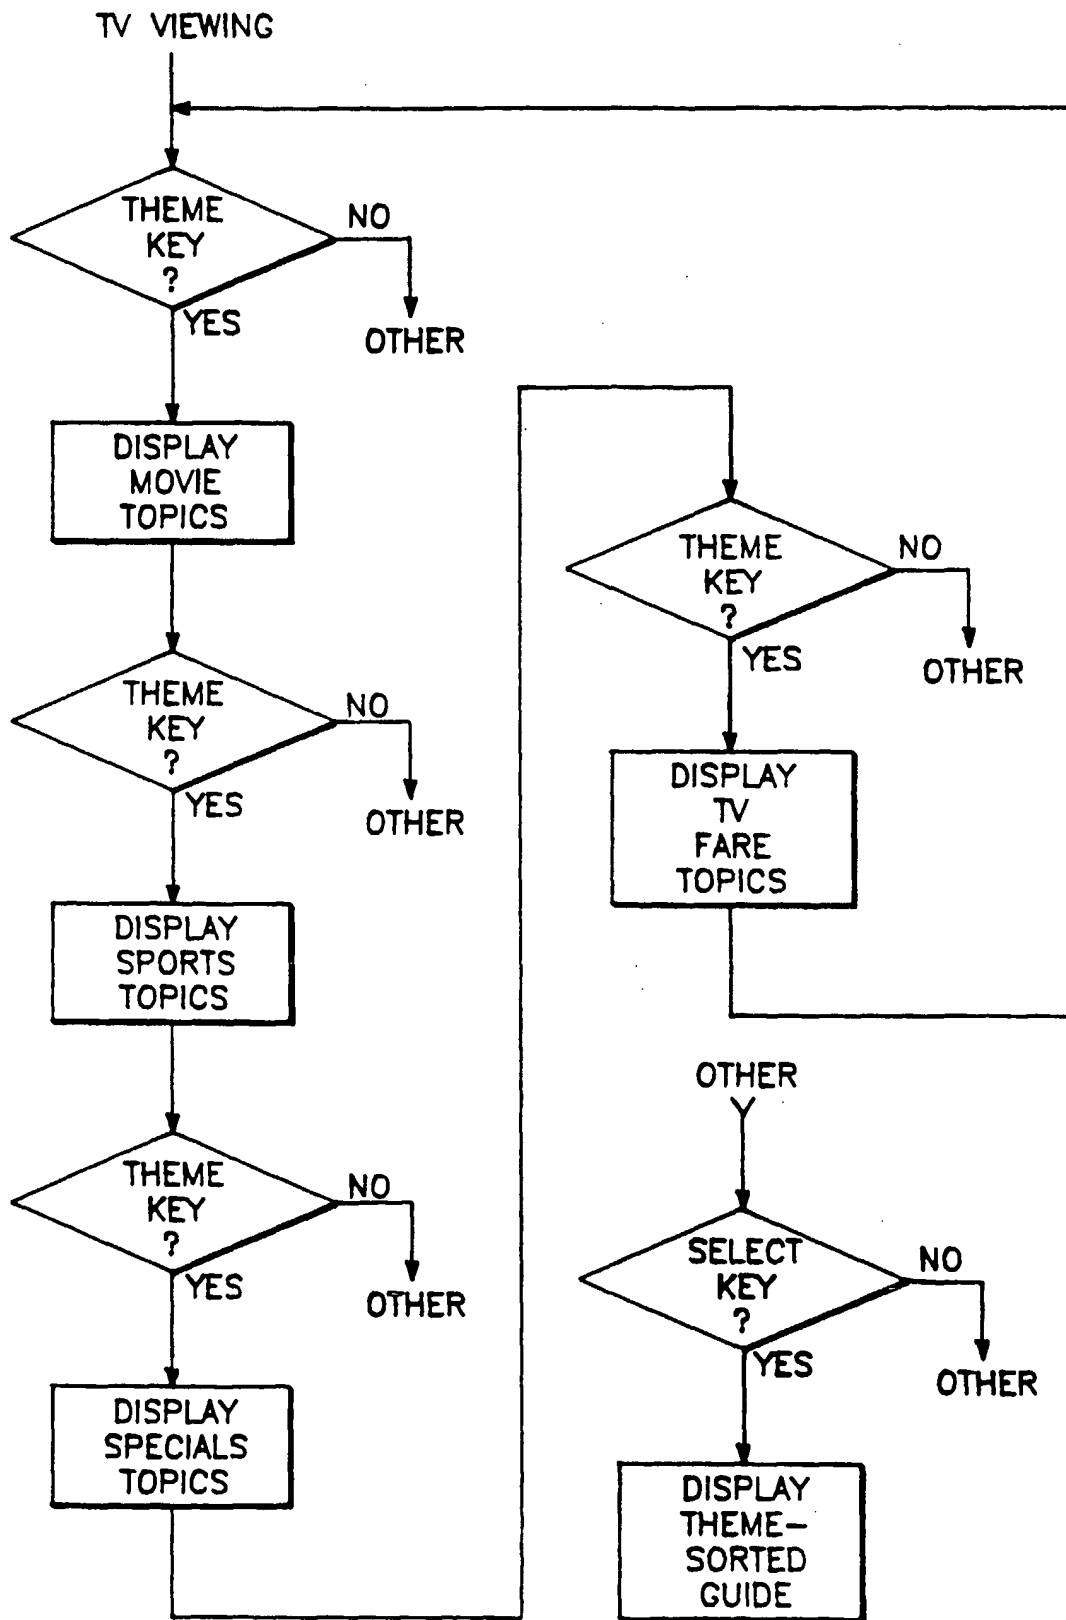 TV VIEWING
THEME
KEY
?
NO
YES
OTHER
DISPLAY
MOVIE
TOPICS
THEME
KEY
?
NO
YES
OTHER
DISPLAY
SPORTS
TOPICS
THEME
KEY
?
NO
YES
OTHER
DISPLAY
SPECIALS
TOPICS
THEME
KEY
?
NO
YES
OTHER
DISPLAY
TV
FARE
TOPICS
OTHER
SELECT
KEY
?
NO
YES
OTHER
DISPLAY
THEME-
SORTED
GUIDE